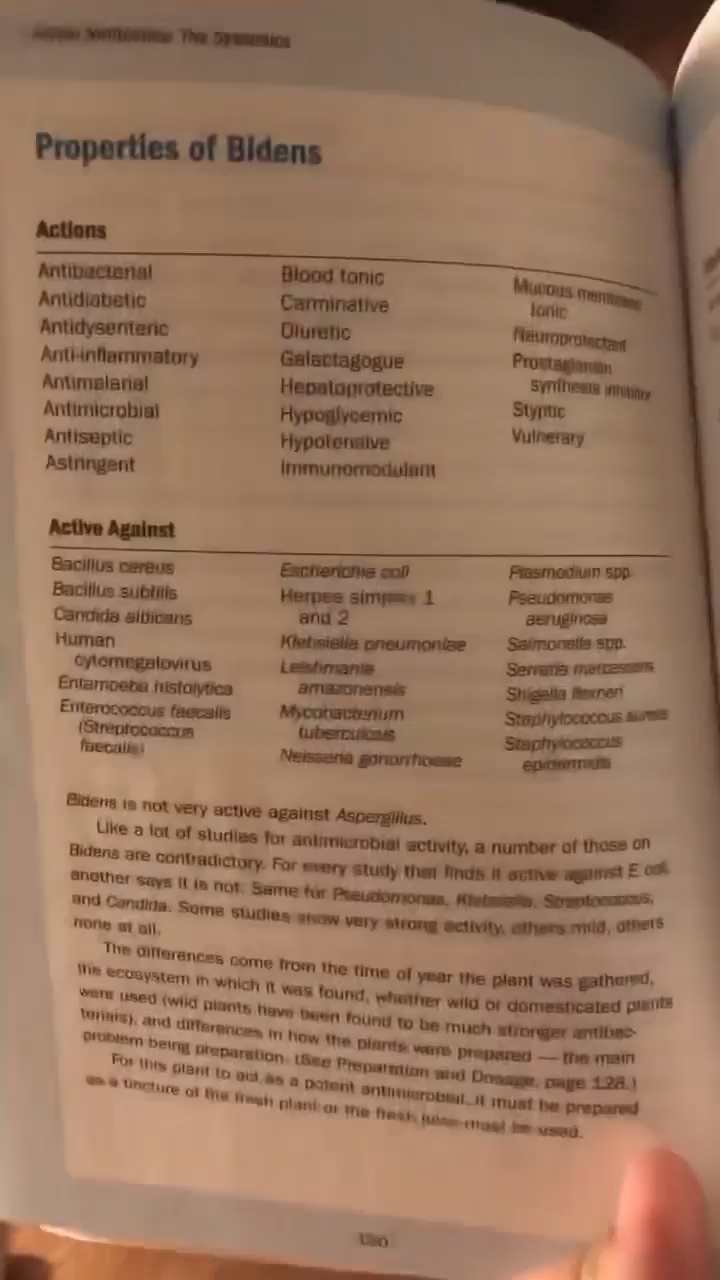 The Systemics
Properties of Bidens
Actions
Antibacterial
Antidiabetic
Antidysenteric
Anti-inflammatory
Antimalarial
Antimicrobial
Antiseptic
Astringent
Blood tonic
Carminative
Diuretic
Galactagogue
Hepatoprotective
Hypoglycemic
Hypotensive
Immunomodulant
Mucous membrane
tonic
Neuroprotectant
Prostaglandin
synthesis inhibitor
Styptic
Vulnerary
Active Against
Bacillus cereus
Bacillus subtilis
Candida albicans
Human
cytomegalovirus
Entamoeba histolytica
Enterococcus faecalis
(Streptococcus
faecalis)
Escherichia coli
Herpes simplex 1
and 2
Klebsiella pneumoniae
Leishmania
amazonensis
Mycobacterium
tuberculosis
Neisseria gonorrhoeae
Plasmodium spp.
Pseudomonas
aeruginosa
Salmonella spp.
Serratia marcescens
Shigella flexneri
Staphylococcus aureus
Staphylococcus
epidermidis
Bidens is not very active against Aspergillus.
Like a lot of studies for antimicrobial activity, a number of those on
Bidens are contradictory. For every study that finds it active against E coli,
another says it is not. Same for Pseudomonas, Klebsiella, Streptococcus,
and Candida. Some studies show very strong activity, others mild, others
none at all.
The differences come from the time of year the plant was gathered,
the ecosystem in which it was found, whether wild or domesticated plants
were used (wild plants have been found to be much stronger antibac-
terials), and differences in how the plants were prepared — the main
problem being preparation. (See Preparation and Dosage, page 128.)
For this plant to act as a potent antimicrobial, it must be prepared
as a tincture of the fresh plant or the fresh juice must be used.